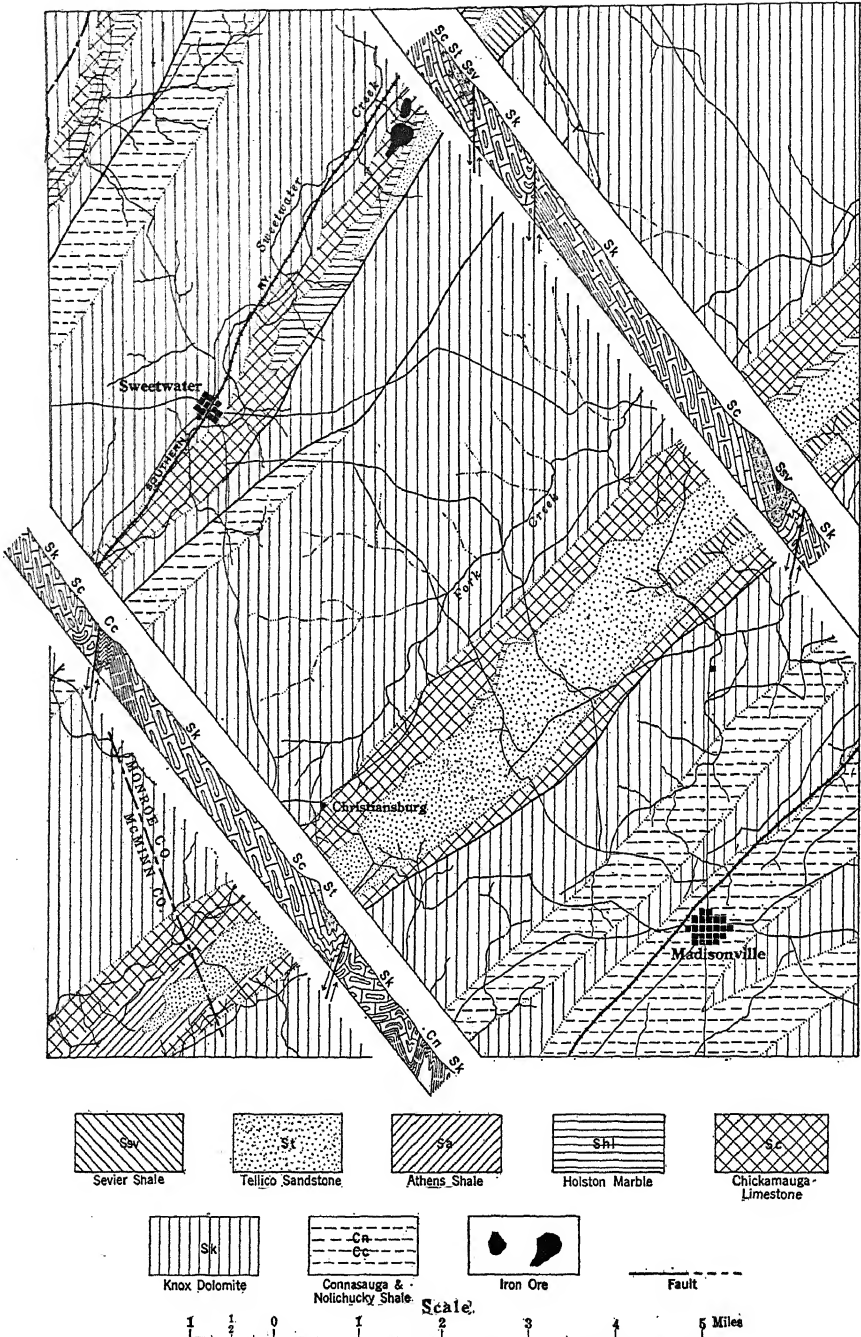 Sc St Ssv
Sk
Creek
Sweetwater
RY.
Sk
Sweetwater
SOUTHERN
Sc
Ssv
Sk
Creek
Fork
Sk
Sc
Cc
Sk
MONROE CO.
McMINN CO.
Christiansburg
Sc
St
Sk
Cn
Sk
Madisonville
Ssv
St
Sa
Shl
Sc
Sevier Shale
Tellico Sandstone
Athens Shale
Holston Marble
Chickamauga
Limestone
Sk
Cn
Cc
Knox Dolomite
Connasauga &
Nolichucky Shale
Iron Ore
Fault
Scale.
1 1/2 0 1 2 3 4 5 Miles